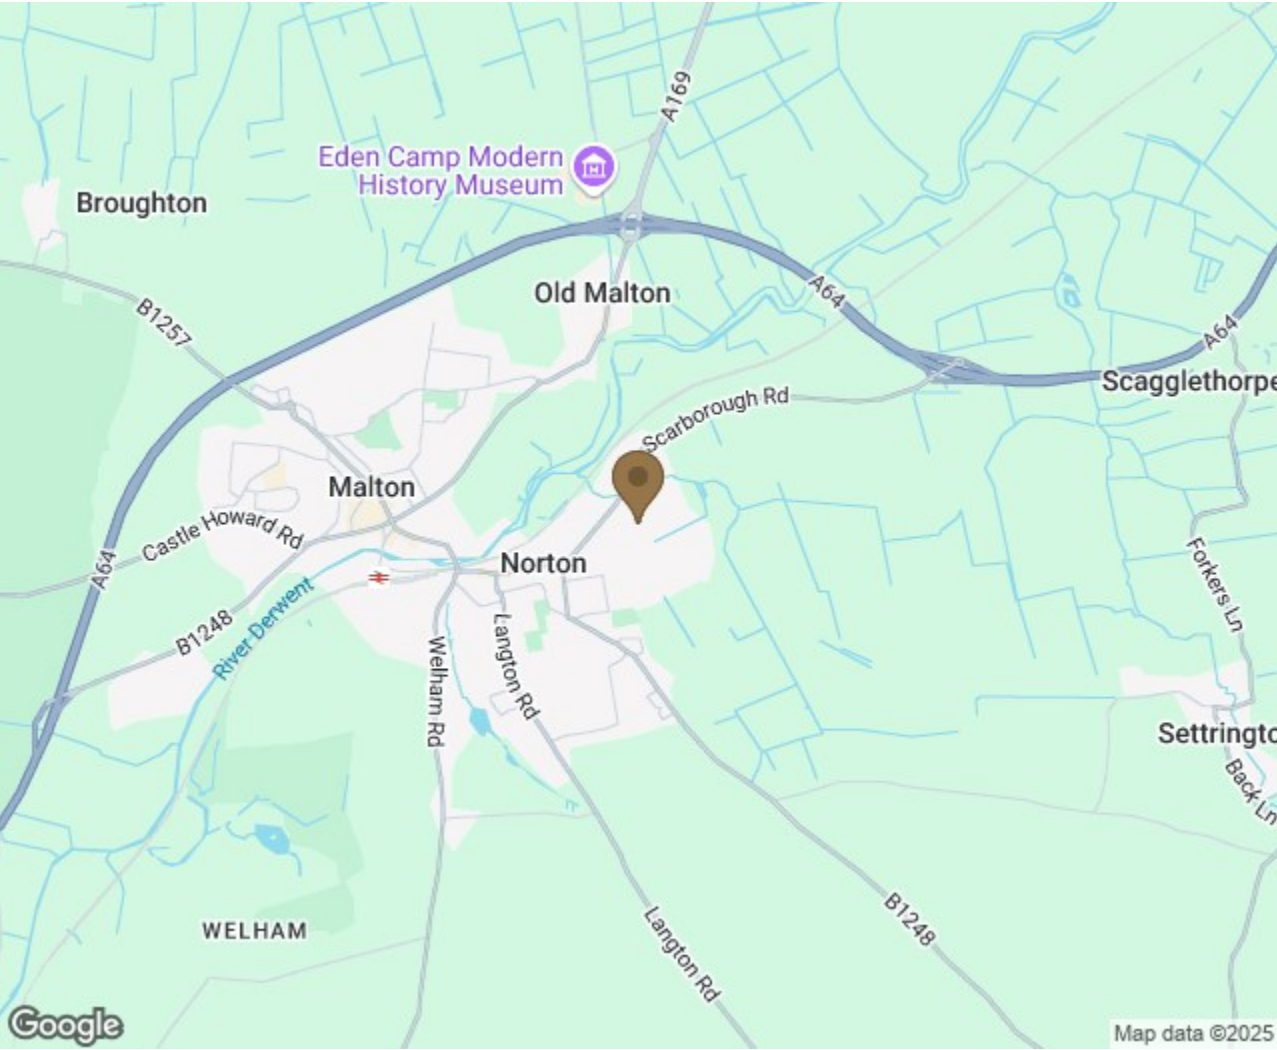 A169
Eden Camp Modern
History Museum
Broughton
Old Malton
A64
B1257
A64
Scagglethorpe
Scarborough Rd
Malton
Castle Howard Rd
Norton
A64
Forkers Ln
B1248
River Derwent
Langton Rd
Welham Rd
Settringto
Back Ln
WELHAM
B1248
Langton Rd
Google
Map data ©2025